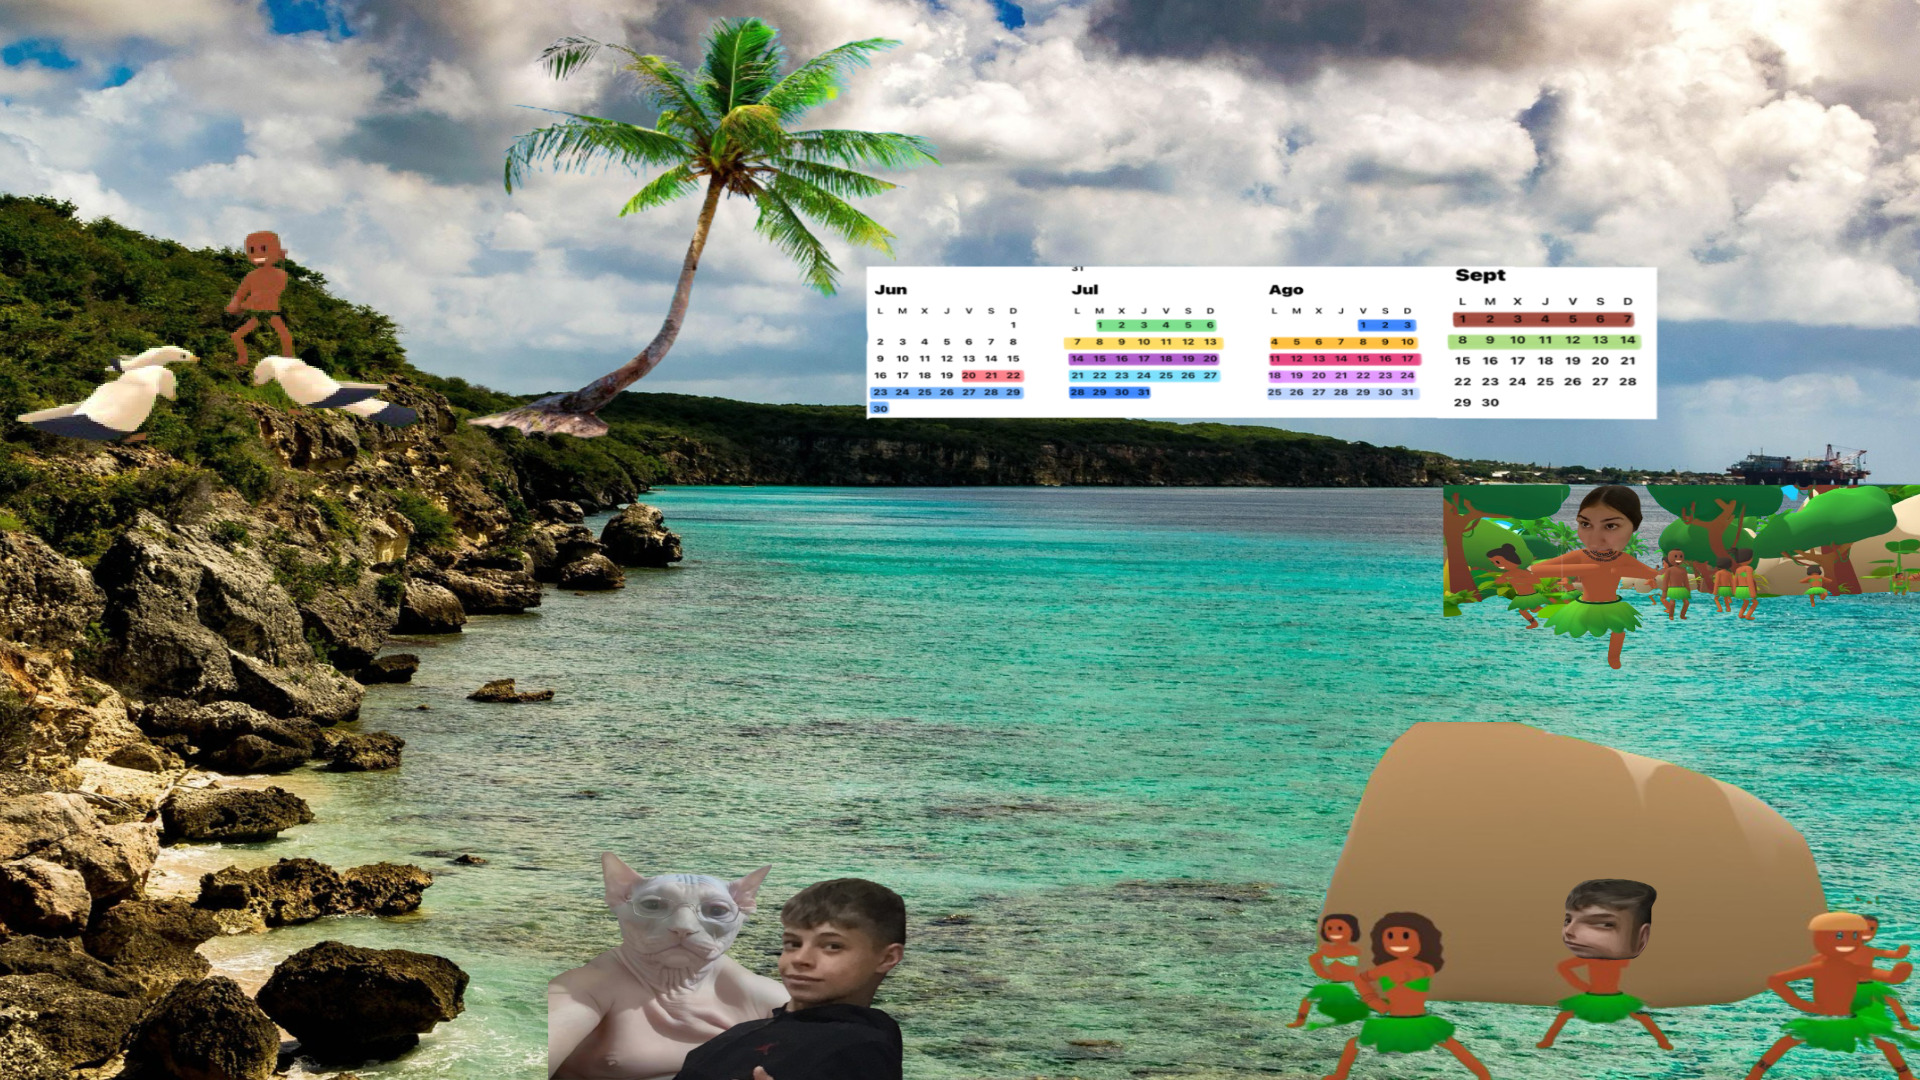 31
Jun
L M X J V S D
1
2 3 4 5 6 7 8
9 10 11 12 13 14 15
16 17 18 19 20 21 22
23 24 25 26 27 28 29
30
Jul
L M X J V S D
1 2 3 4 5 6
7 8 9 10 11 12 13
14 15 16 17 18 19 20
21 22 23 24 25 26 27
28 29 30 31
Ago
L M X J V S D
1 2 3
4 5 6 7 8 9 10
11 12 13 14 15 16 17
18 19 20 21 22 23 24
25 26 27 28 29 30 31
Sept
L M X J V S D
1 2 3 4 5 6 7
8 9 10 11 12 13 14
15 16 17 18 19 20 21
22 23 24 25 26 27 28
29 30